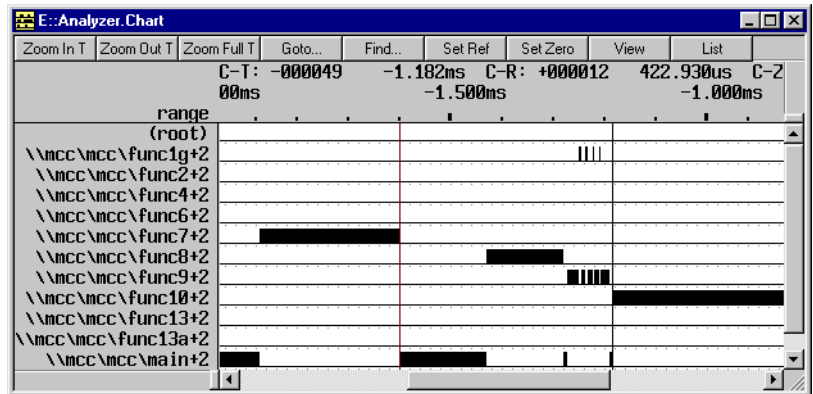 E::Analyzer.Chart
Zoom In T Zoom Out T Zoom Full T Goto... Find... Set Ref Set Zero View List
C-T: -000049 -1.182ms C-R: +000012 422.930us C-Z
00ms -1.500ms -1.000ms
range
(root)
\\mcc\mcc\func1g+2
\\mcc\mcc\func2+2
\\mcc\mcc\func4+2
\\mcc\mcc\func6+2
\\mcc\mcc\func7+2
\\mcc\mcc\func8+2
\\mcc\mcc\func9+2
\\mcc\mcc\func10+2
\\mcc\mcc\func13+2
\\mcc\mcc\func13a+2
\\mcc\mcc\main+2